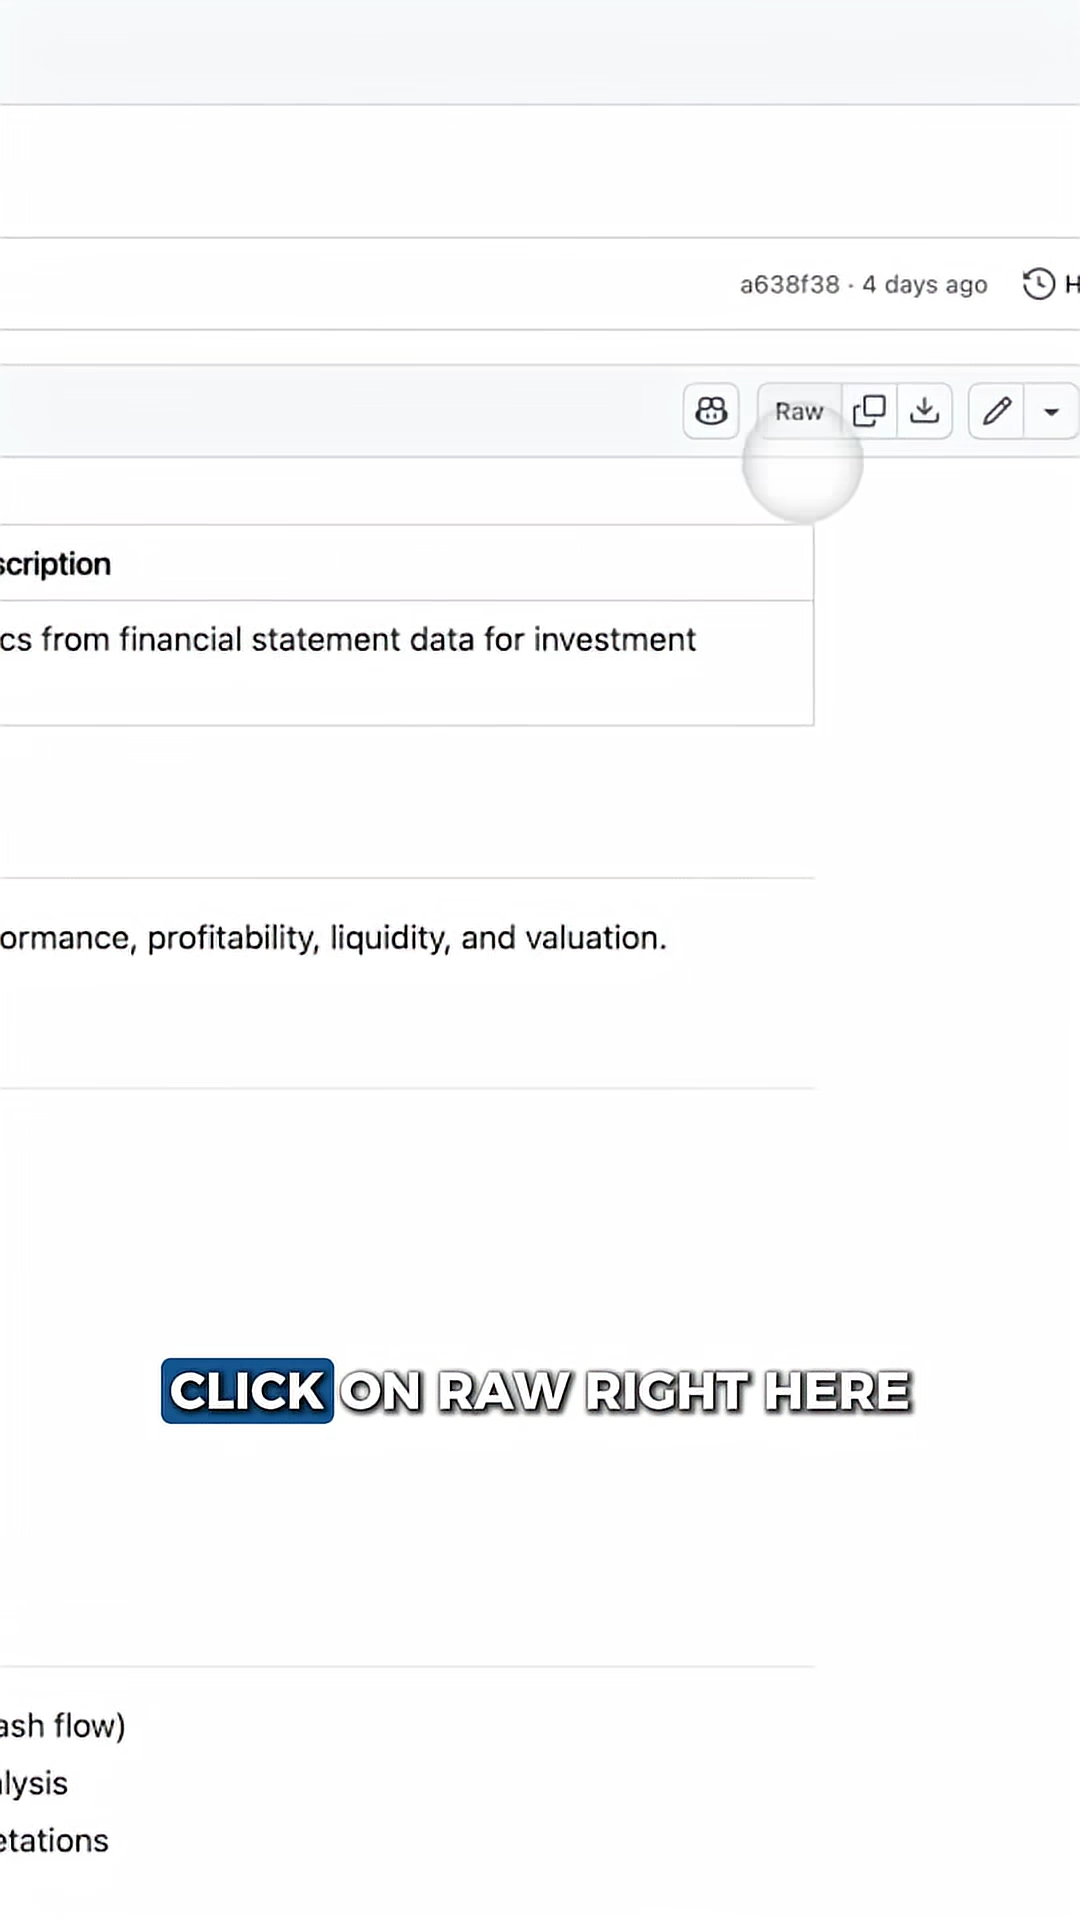 a638f38 · 4 days ago H
Raw
scription
cs from financial statement data for investment
ormance, profitability, liquidity, and valuation.
CLICK ON RAW RIGHT HERE
ash flow)
lysis
etations